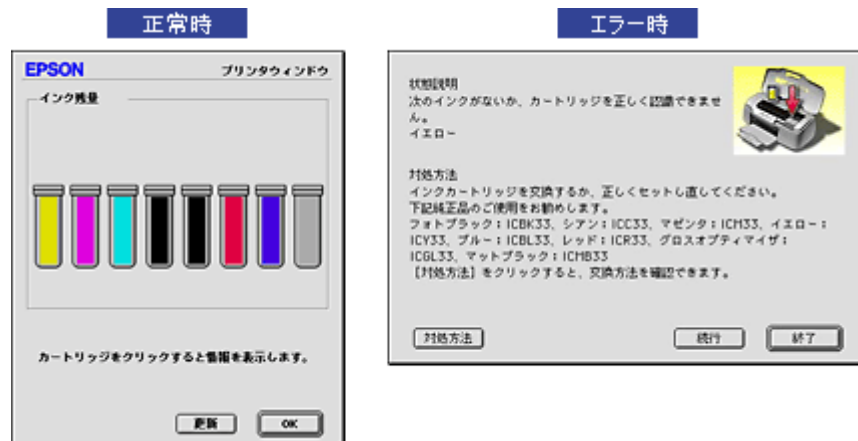 正常時
EPSON プリンタウィンドウ
インク残量
カートリッジをクリックすると情報を表示します。
更新 OK
エラー時
状態説明
次のインクがないか、カートリッジを正しく認識できませ
ん。
イエロー
対処方法
インクカートリッジを交換するか、正しくセットし直してください。
下記純正品のご使用をお勧めします。
フォトブラック：ICBK33、シアン：ICC33、マゼンタ：ICM33、イエロー：
ICY33、ブルー：ICBL33、レッド：ICR33、グロスオプティマイザ：
ICGL33、マットブラック：ICMB33
［対処方法］をクリックすると、交換方法を確認できます。
対処方法 続行 終了